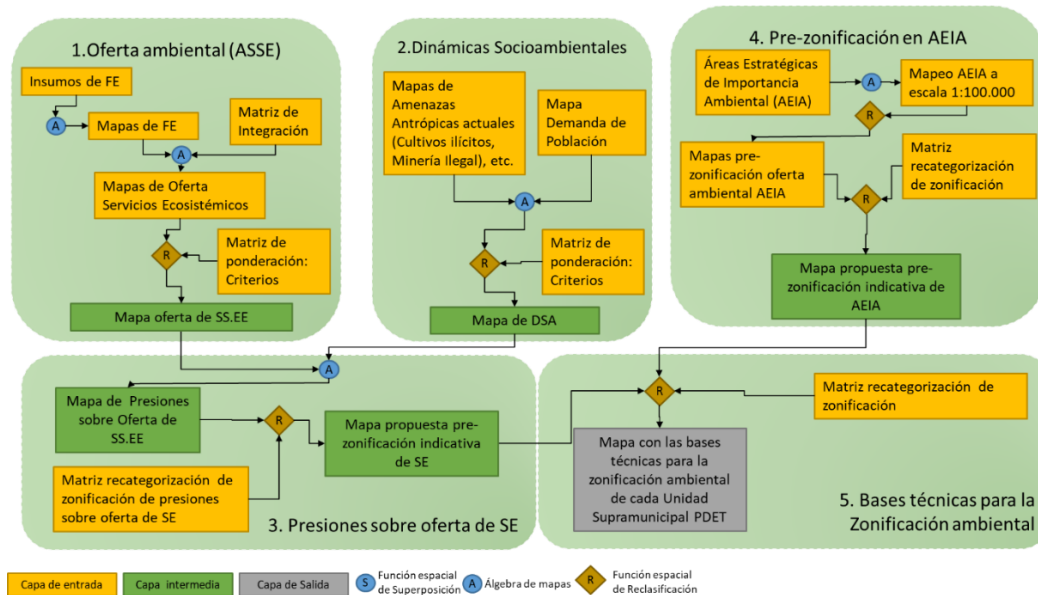 1.Oferta ambiental (ASSE)
Insumos de FE
A
Mapas de FE
Matriz de
Integración
A
Mapas de Oferta
Servicios Ecosistémicos
R
Matriz de
ponderación:
Criterios
Mapa oferta de SS.EE
2.Dinámicas Socioambientales
Mapas de
Amenazas
Antrópicas actuales
(Cultivos ilícitos,
Minería Ilegal), etc.
Mapa
Demanda de
Población
A
R
Matriz de
ponderación:
Criterios
Mapa de DSA
4. Pre-zonificación en AEIA
Áreas Estratégicas
de Importancia
Ambiental (AEIA)
A
Mapeo AEIA a
escala 1:100.000
R
Mapas pre-
zonificación oferta
ambiental AEIA
Matriz
recategorización
de zonificación
R
Mapa propuesta pre-
zonificación indicativa de
AEIA
A
Mapa de Presiones
sobre Oferta de
SS.EE
R
Mapa propuesta pre-
zonificación indicativa
de SE
Matriz recategorización de
zonificación de presiones
sobre oferta de SE
3. Presiones sobre oferta de SE
R
Matriz recategorización de
zonificación
Mapa con las bases
técnicas para la
zonificación ambiental
de cada Unidad
Supramunicipal PDET
5. Bases técnicas para la
Zonificación ambiental
Capa de entrada
Capa intermedia
Capa de Salida
S
Función espacial
de Superposición
A
Álgebra de mapas
R
Función espacial
de Reclasificación